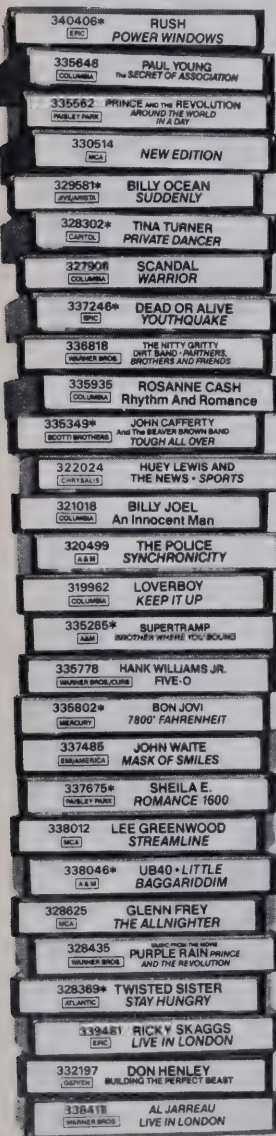 340406* RUSH
EPIC POWER WINDOWS
335646 PAUL YOUNG
COLUMBIA The SECRET OF ASSOCIATION
335562 PRINCE AND THE REVOLUTION
PAISLEY PARK AROUND THE WORLD
IN A DAY
330514
MCA NEW EDITION
329581* BILLY OCEAN
JIVE/ARISTA SUDDENLY
328302* TINA TURNER
CAPITOL PRIVATE DANCER
327908 SCANDAL
COLUMBIA WARRIOR
337246* DEAD OR ALIVE
EPIC YOUTHQUAKE
336818 THE NITTY GRITTY
WARNER BROS. DIRT BAND • PARTNERS,
BROTHERS AND FRIENDS
335935 ROSANNE CASH
COLUMBIA Rhythm And Romance
335349* JOHN CAFFERTY
SCOTTI BROTHERS And The BEAVER BROWN BAND
TOUGH ALL OVER
322024 HUEY LEWIS AND
CHRYSALIS THE NEWS • SPORTS
321018 BILLY JOEL
COLUMBIA An Innocent Man
320499 THE POLICE
A&M SYNCHRONICITY
319962 LOVERBOY
COLUMBIA KEEP IT UP
335265* SUPERTRAMP
A&M BROTHER WHERE YOU BOUND
335778 HANK WILLIAMS JR.
WARNER BROS./CURB FIVE-O
335802* BON JOVI
MERCURY 7800° FAHRENHEIT
337485 JOHN WAITE
EMI/AMERICA MASK OF SMILES
337675* SHEILA E.
PAISLEY PARK ROMANCE 1600
338012 LEE GREENWOOD
MCA STREAMLINE
338046* UB40 • LITTLE
A&M BAGGARIDDIM
328625 GLENN FREY
MCA THE ALLNIGHTER
328435 MUSIC FROM THE MOVIE
WARNER BROS. PURPLE RAIN PRINCE
AND THE REVOLUTION
328369* TWISTED SISTER
ATLANTIC STAY HUNGRY
339481 RICKY SKAGGS
EPIC LIVE IN LONDON
332197 DON HENLEY
GEFFEN BUILDING THE PERFECT BEAST
AL JARREAU
WARNER BROS. LIVE IN LONDON